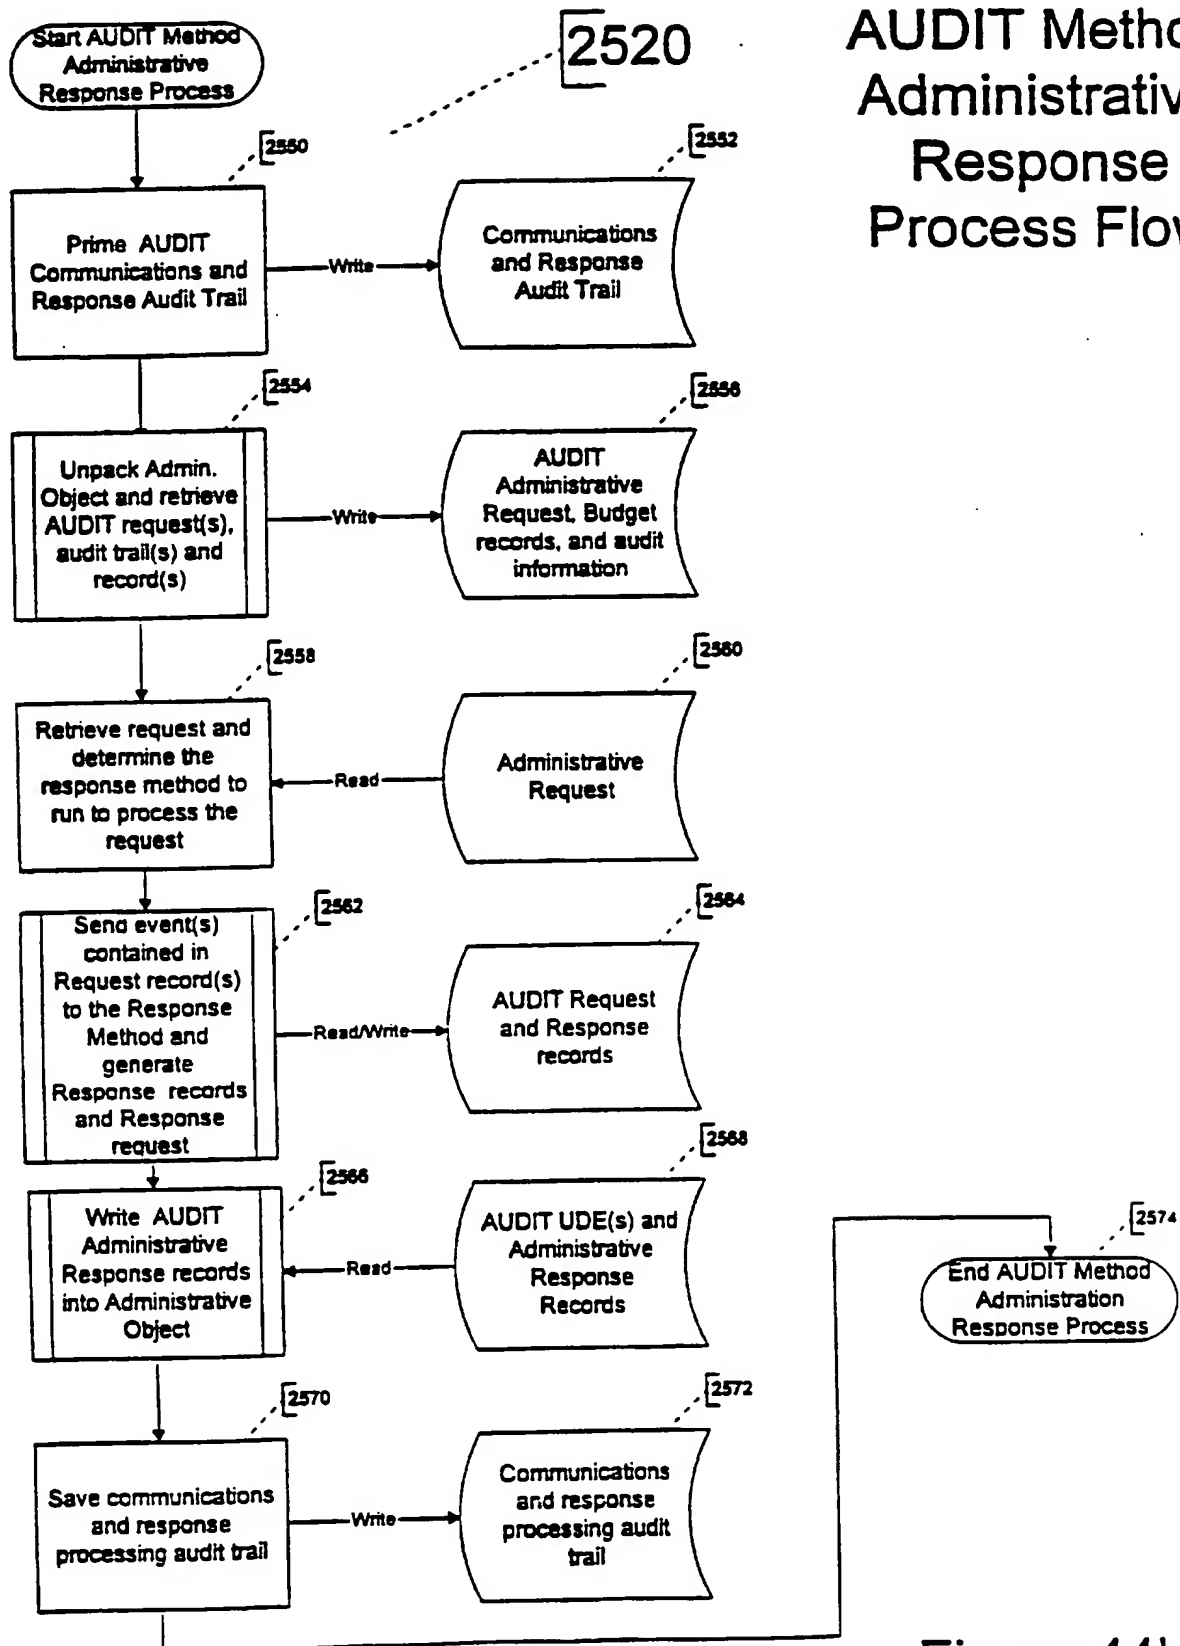 2520
AUDIT Metho
Administrativ
Response
Process Flov
Start AUDIT Method
Administrative
Response Process
2550
Prime AUDIT
Communications and
Response Audit Trail
Write
2552
Communications
and Response
Audit Trail
2554
Unpack Admin.
Object and retrieve
AUDIT request(s),
audit trail(s) and
record(s)
Write
2556
AUDIT
Administrative
Request, Budget
records, and audit
information
2558
Retrieve request and
determine the
response method to
run to process the
request
Read
2560
Administrative
Request
2562
Send event(s)
contained in
Request record(s)
to the Response
Method and
generate
Response records
and Response
request
Read/Write
2564
AUDIT Request
and Response
records
2566
Write AUDIT
Administrative
Response records
into Administrative
Object
Read
2568
AUDIT UDE(s) and
Administrative
Response
Records
2570
Save communications
and response
processing audit trail
Write
2572
Communications
and response
processing audit
trail
2574
End AUDIT Method
Administration
Response Process